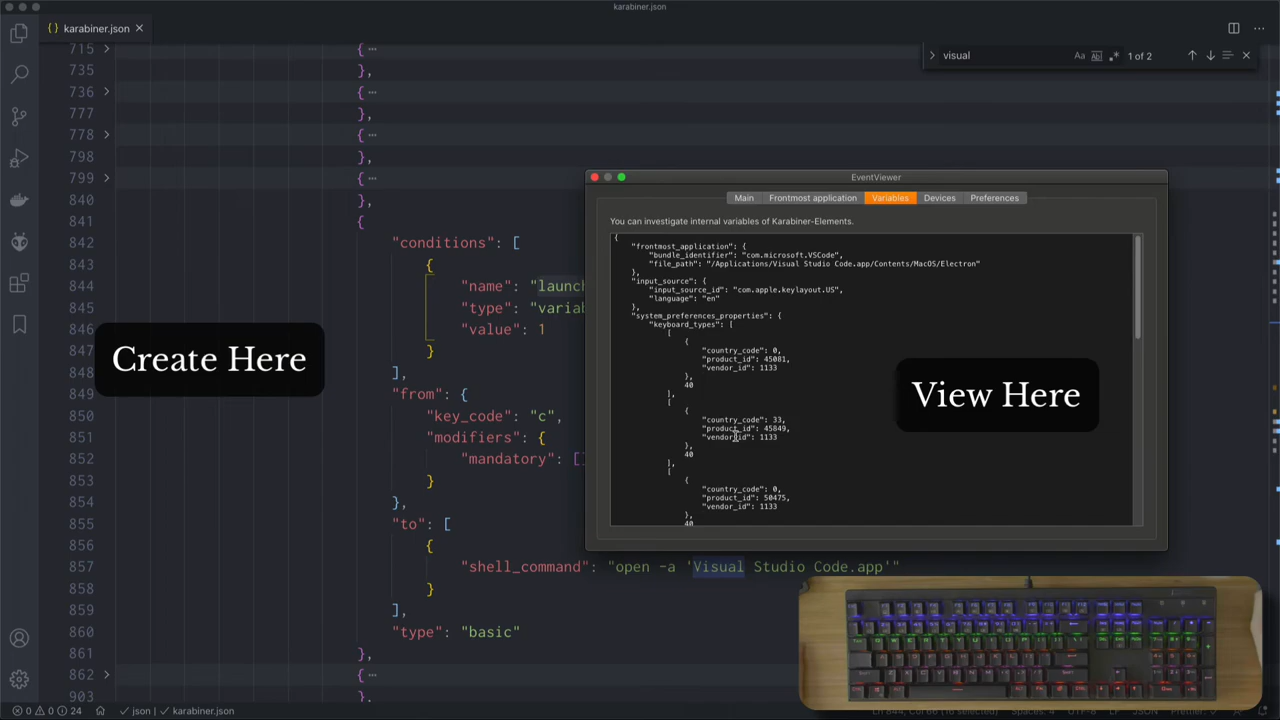 karabiner.json
{} karabiner.json ×
visual
Aa
Ab
1 of 2
715
{ ···
735
},
736
{ ···
777
},
778
{ ···
798
},
799
{ ···
840
},
841
{
842
"conditions": [
843
{
844
"name": "launch
845
"type": "varia
846
"value": 1
847
}
848
],
849
"from": {
850
"key_code": "c",
851
"modifiers": {
852
"mandatory": []
853
}
854
},
855
"to": [
856
{
857
"shell_command": "open -a 'Visual Studio Code.app'"
858
}
859
],
860
"type": "basic"
861
},
862
{ ···
903
},
Create Here
EventViewer
Main Frontmost application Variables Devices Preferences
You can investigate internal variables of Karabiner-Elements.
{
"frontmost_application": {
"bundle_identifier": "com.microsoft.VSCode",
"file_path": "/Applications/Visual Studio Code.app/Contents/MacOS/Electron"
},
"input_source": {
"input_source_id": "com.apple.keylayout.US",
"language": "en"
},
"system_preferences_properties": {
"keyboard_types": [
[
{
"country_code": 0,
"product_id": 45081,
"vendor_id": 1133
},
40
],
[
{
"country_code": 33,
"product_id": 45849,
"vendor_id": 1133
},
40
],
[
{
"country_code": 0,
"product_id": 50475,
"vendor_id": 1133
},
40
View Here
0 0 24 json karabiner.json